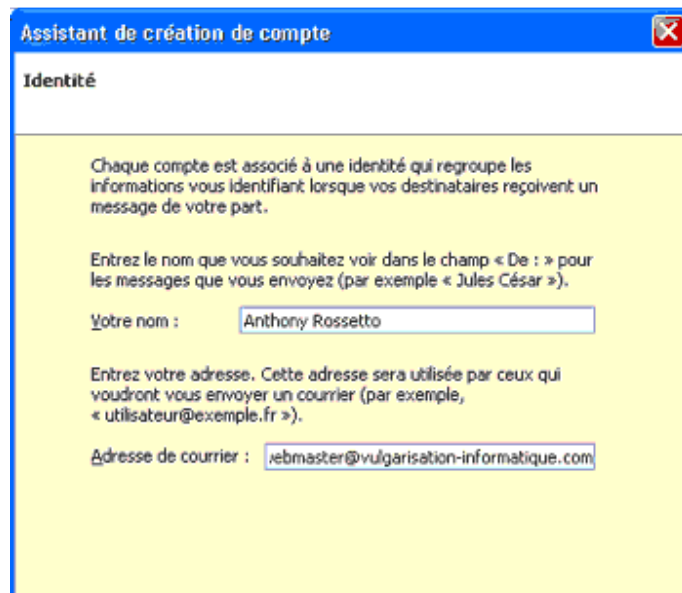 Assistant de création de compte
Identité
Chaque compte est associé à une identité qui regroupe les
informations vous identifiant lorsque vos destinataires reçoivent un
message de votre part.
Entrez le nom que vous souhaitez voir dans le champ « De : » pour
les messages que vous envoyez (par exemple « Jules César »).
Votre nom : Anthony Rossetto
Entrez votre adresse. Cette adresse sera utilisée par ceux qui
voudront vous envoyer un courrier (par exemple,
« utilisateur@exemple.fr »).
Adresse de courrier : ebmaster@vulgarisation-informatique.com